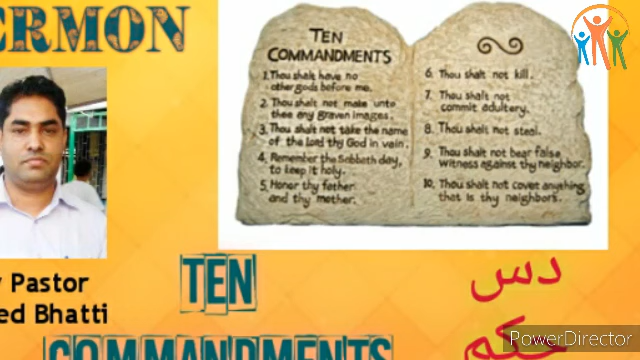 ERMON
TEN
COMMANDMENTS
1. Thou shalt have no
other gods before me.
2. Thou shalt not make unto
thee any graven images.
3. Thou shalt not take the name
of the Lord thy God in vain.
4. Remember the Sabbath day,
to keep it holy.
5. Honor thy father
and thy mother.
6. Thou shalt not kill.
7. Thou shalt not
commit adultery.
8. Thou shalt not steal.
9. Thou shalt not bear false
witness against thy neighbor.
10. Thou shalt not covet anything
that is thy neighbors.
Pastor
ed Bhatti
TEN
COMMANDMENTS
دس
حکم
PowerDirector